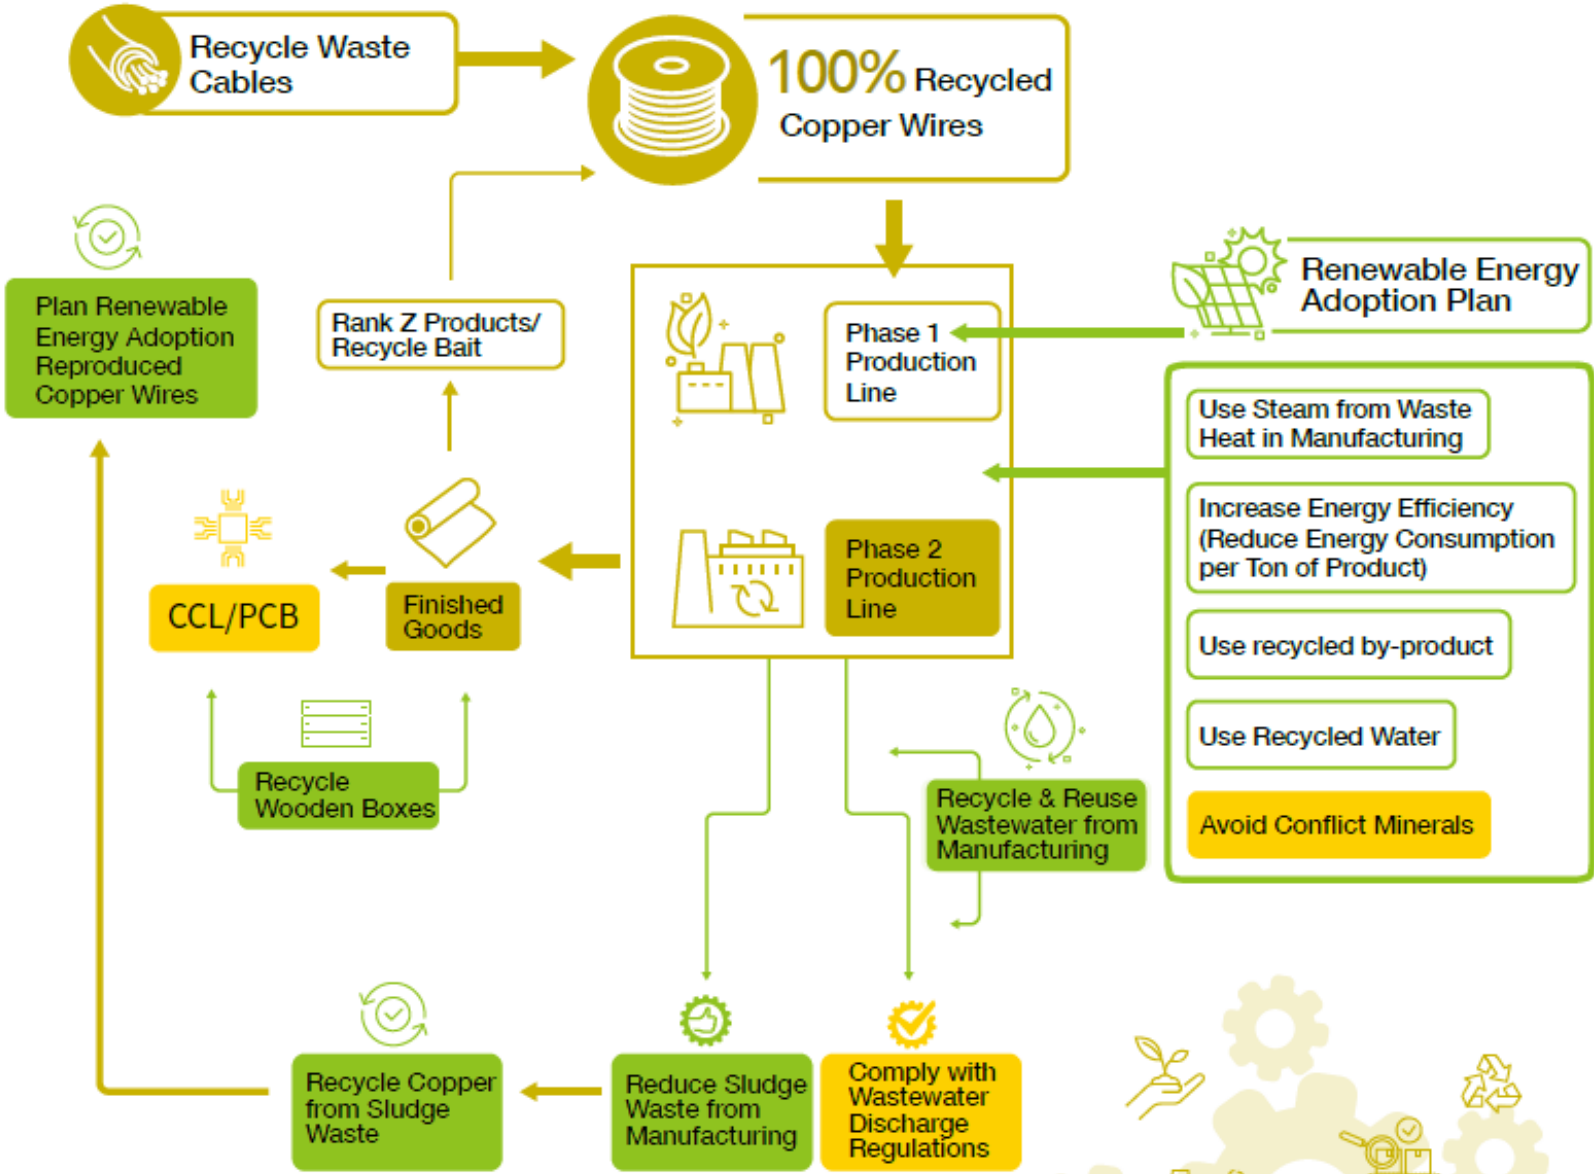 Recycle Waste
Cables
100% Recycled
Copper Wires
Plan Renewable
Energy Adoption
Reproduced
Copper Wires
Rank Z Products/
Recycle Bait
Phase 1
Production
Line
Renewable Energy
Adoption Plan
Use Steam from Waste
Heat in Manufacturing
Increase Energy Efficiency
(Reduce Energy Consumption
per Ton of Product)
Use recycled by-product
Use Recycled Water
Avoid Conflict Minerals
Phase 2
Production
Line
Finished
Goods
CCL/PCB
Recycle
Wooden Boxes
Recycle & Reuse
Wastewater from
Manufacturing
Recycle Copper
from Sludge
Waste
Reduce Sludge
Waste from
Manufacturing
Comply with
Wastewater
Discharge
Regulations